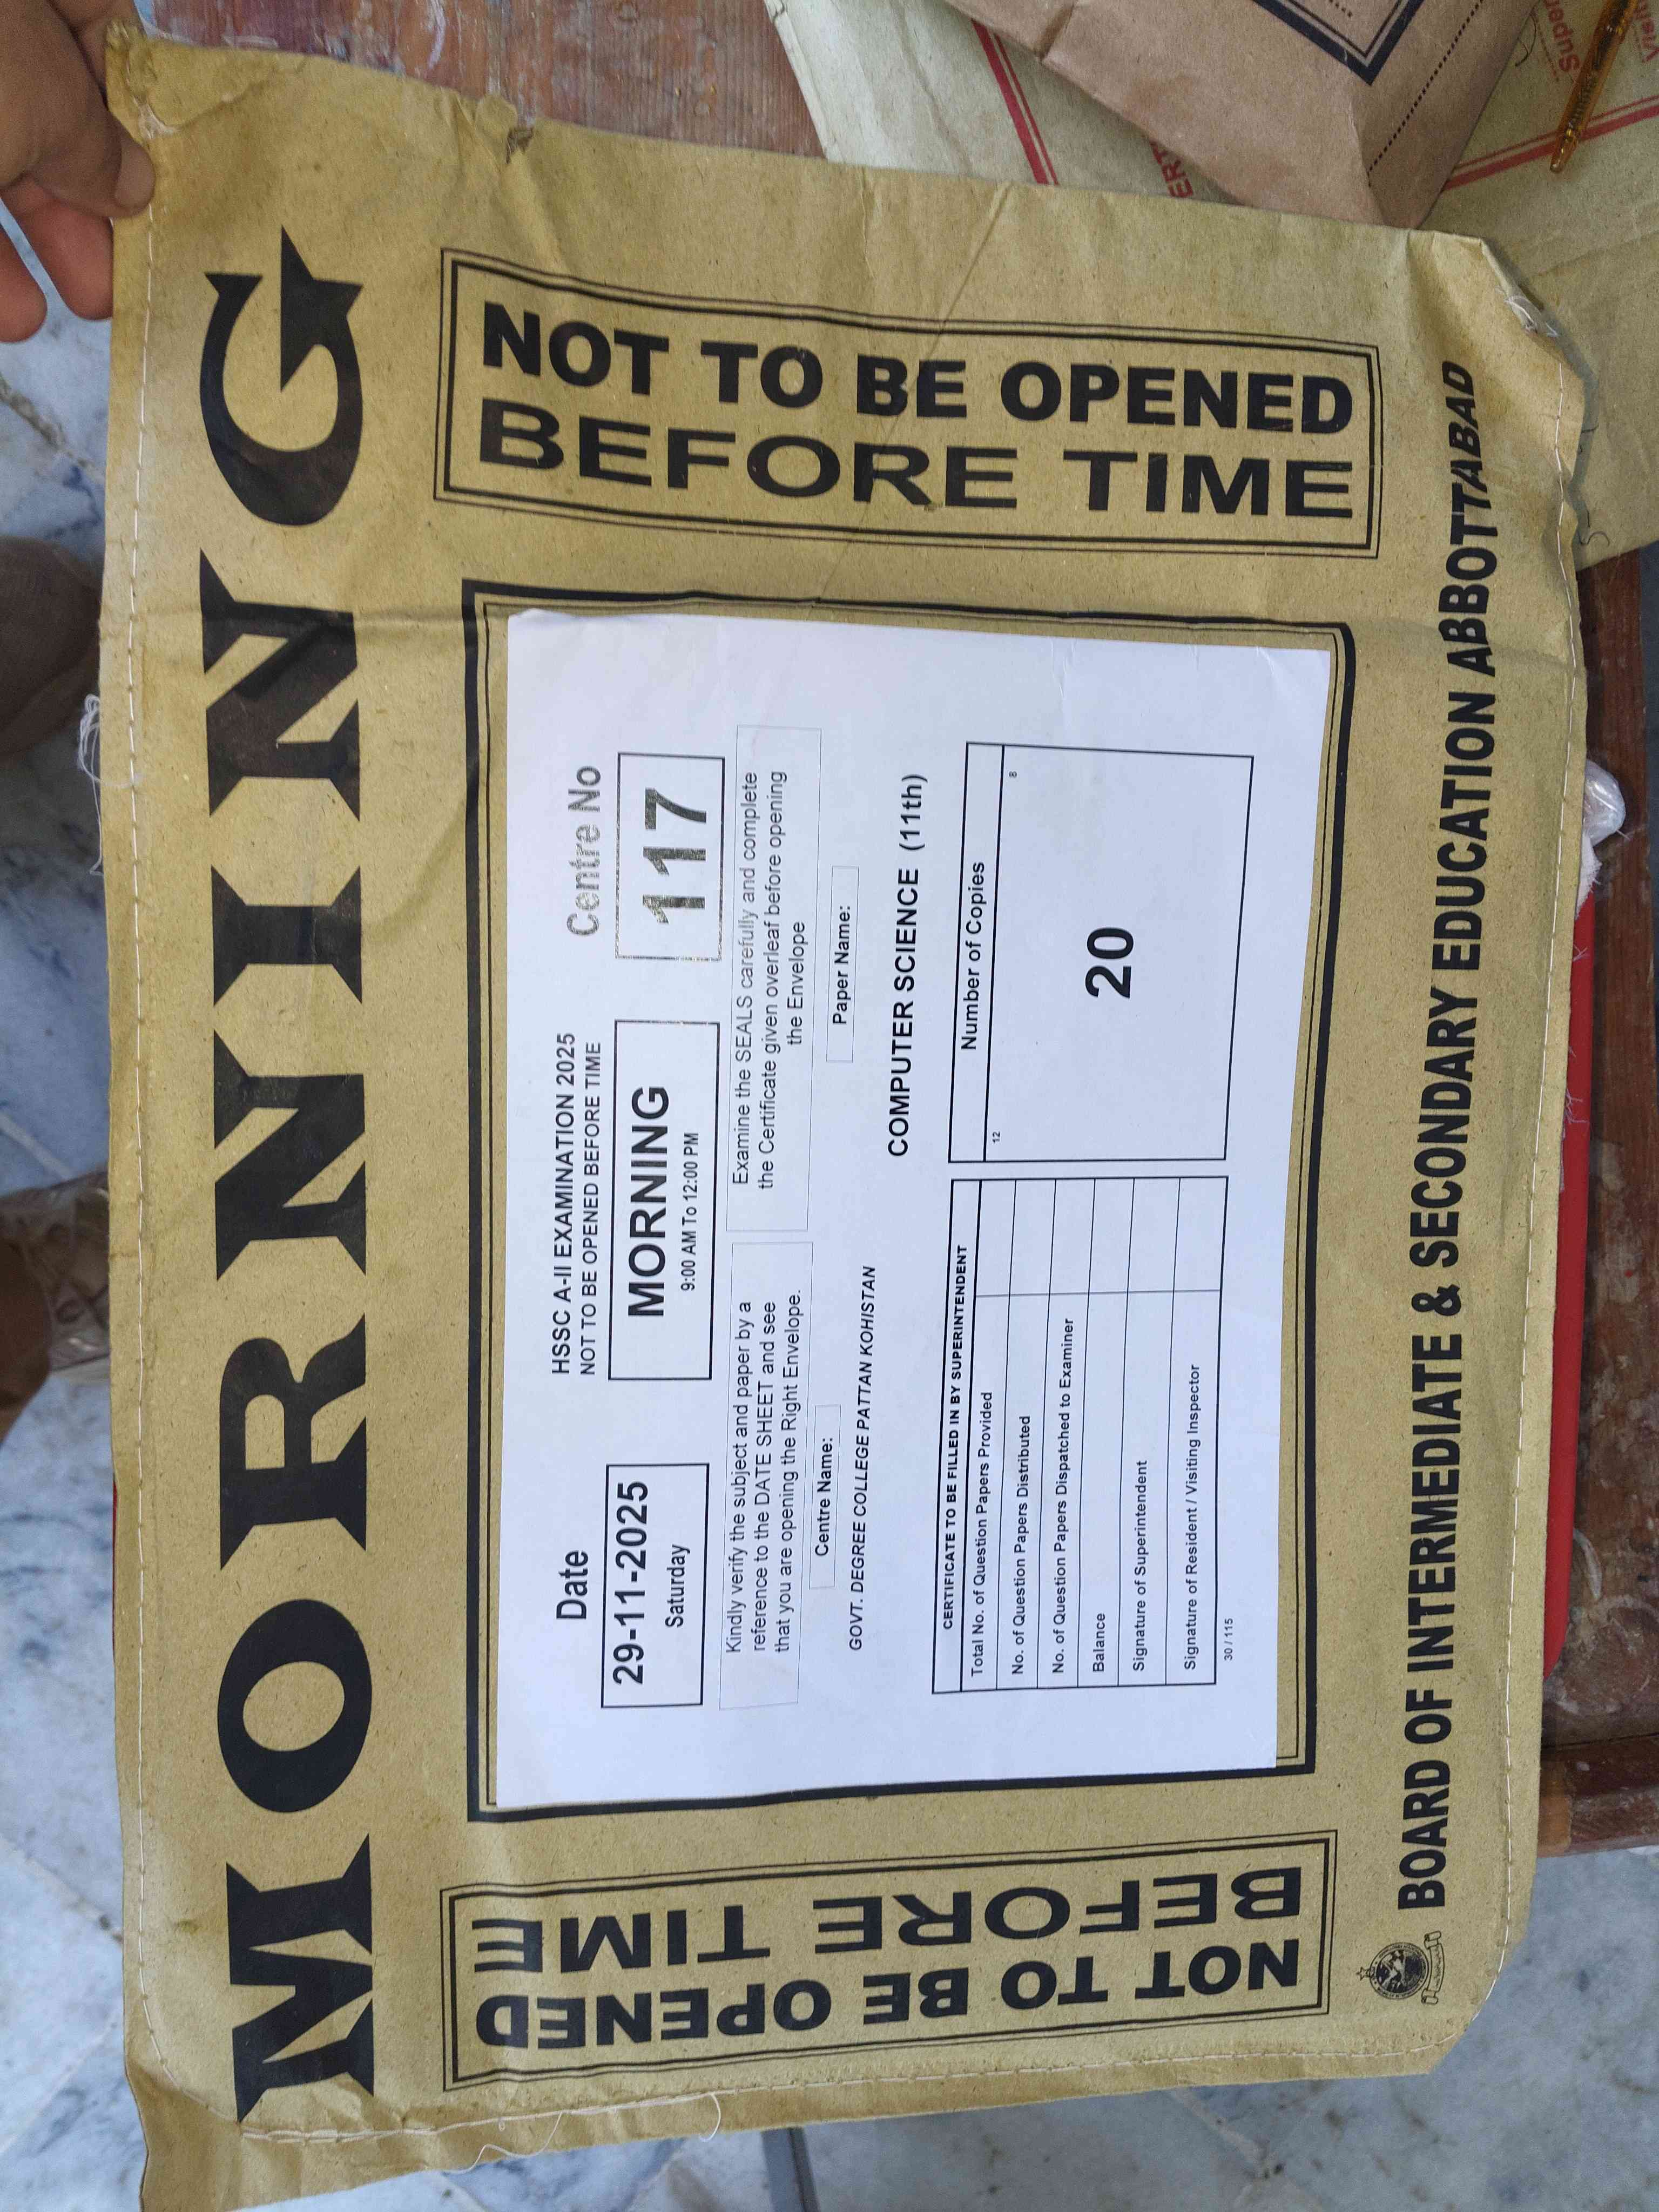 MORNING
NOT TO BE OPENED
BEFORE TIME
Date
29-11-2025
Saturday
HSSC A-II EXAMINATION 2025
NOT TO BE OPENED BEFORE TIME
MORNING
9:00 AM To 12:00 PM
Centre No
117
Kindly verify the subject and paper by a
reference to the DATE SHEET and see
that you are opening the Right Envelope.
Examine the SEALS carefully and complete
the Certificate given overleaf before opening
the Envelope
Centre Name:
GOVT. DEGREE COLLEGE PATTAN KOHISTAN
Paper Name:
COMPUTER SCIENCE (11th)
CERTIFICATE TO BE FILLED IN BY SUPERINTENDENT
Total No. of Question Papers Provided
No. of Question Papers Distributed
No. of Question Papers Dispatched to Examiner
Balance
Signature of Superintendent
Signature of Resident / Visiting Inspector
30 / 115
Number of Copies
12
8
20
NOT TO BE OPENED
BEFORE TIME
BOARD OF INTERMEDIATE & SECONDARY EDUCATION ABBOTTABAD